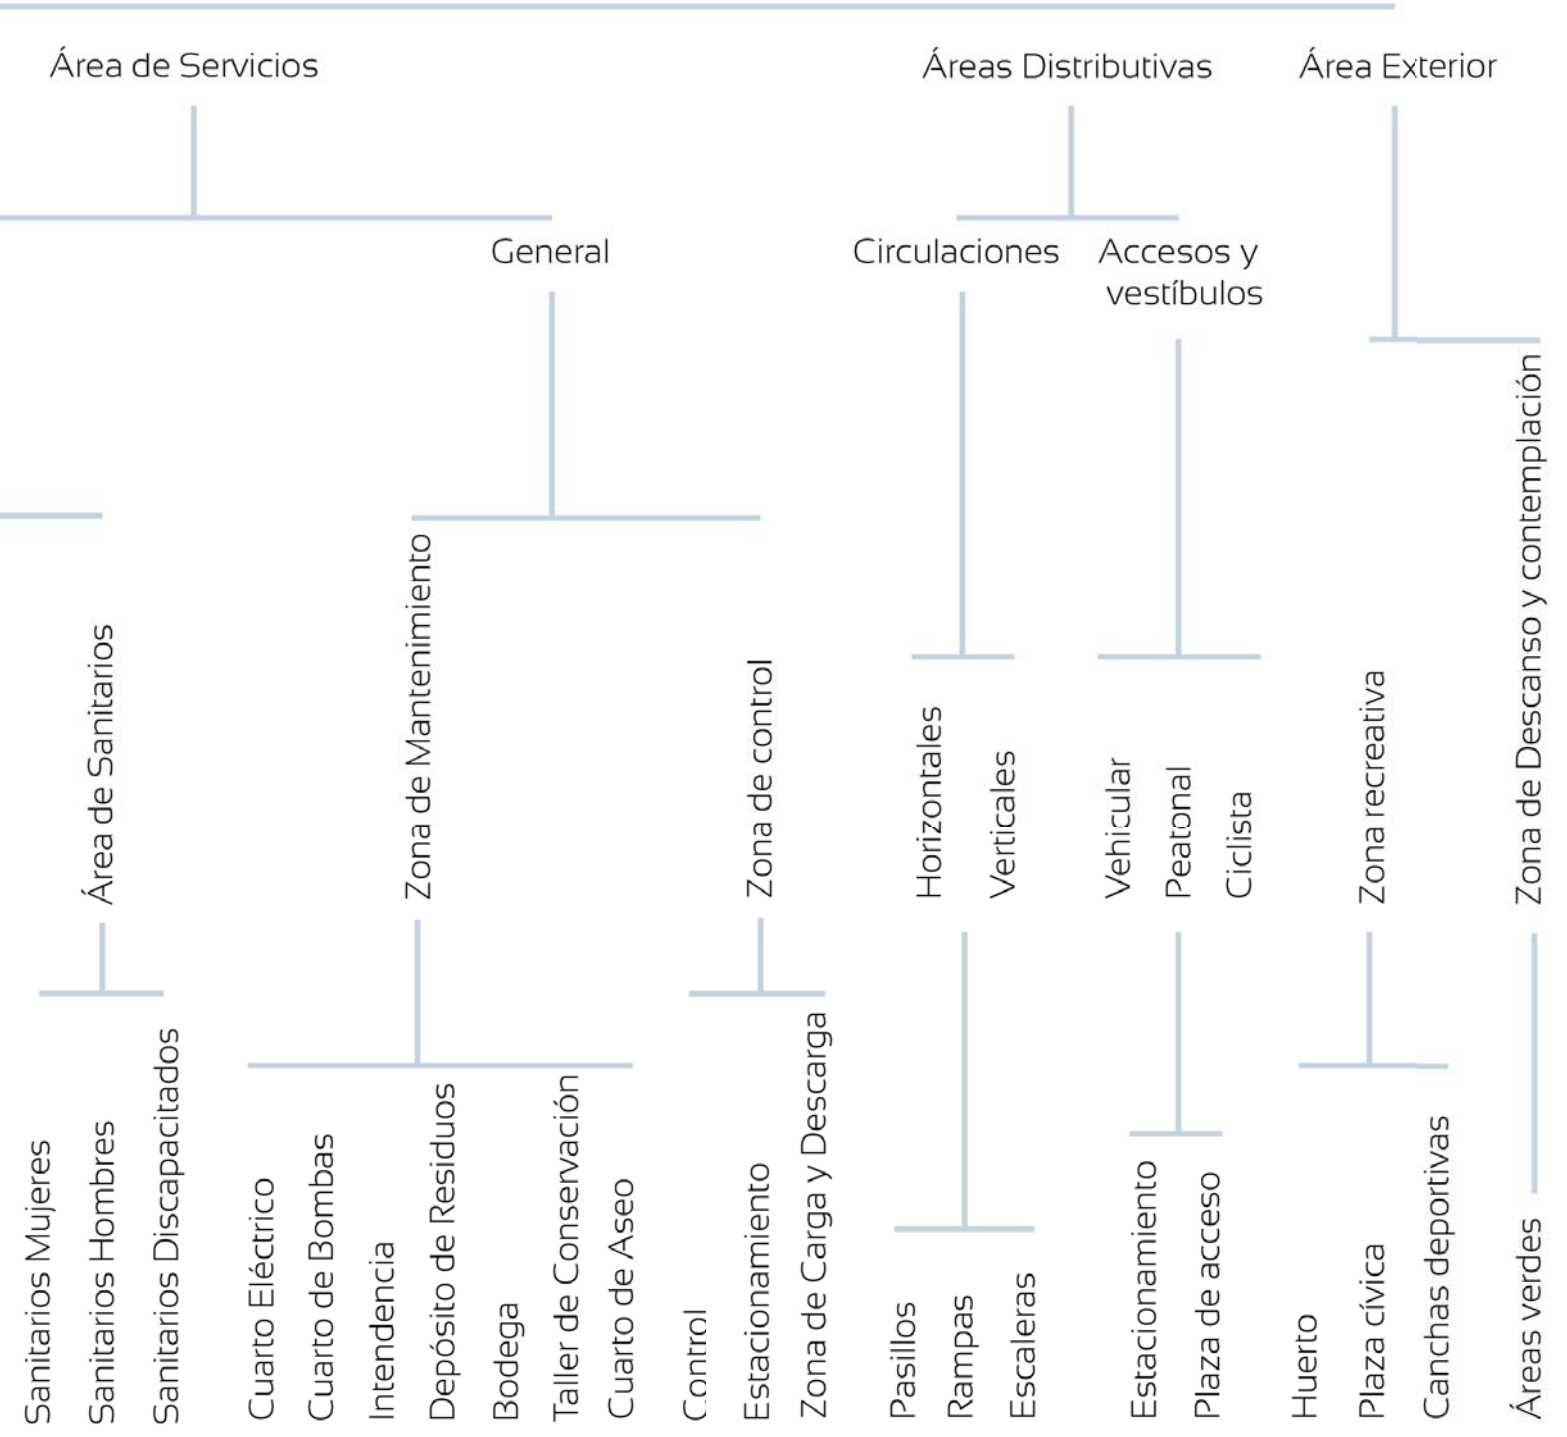 Área de Servicios
Áreas Distributivas
Área Exterior
General
Circulaciones
Accesos y
vestíbulos
Área de Sanitarios
Zona de Mantenimiento
Zona de control
Horizontales
Verticales
Vehicular
Peatonal
Ciclista
Zona recreativa
Zona de Descanso y contemplación
Sanitarios Mujeres
Sanitarios Hombres
Sanitarios Discapacitados
Cuarto Eléctrico
Cuarto de Bombas
Intendencia
Depósito de Residuos
Bodega
Taller de Conservación
Cuarto de Aseo
Control
Estacionamiento
Zona de Carga y Descarga
Pasillos
Rampas
Escaleras
Estacionamiento
Plaza de acceso
Huerto
Plaza cívica
Canchas deportivas
Áreas verdes